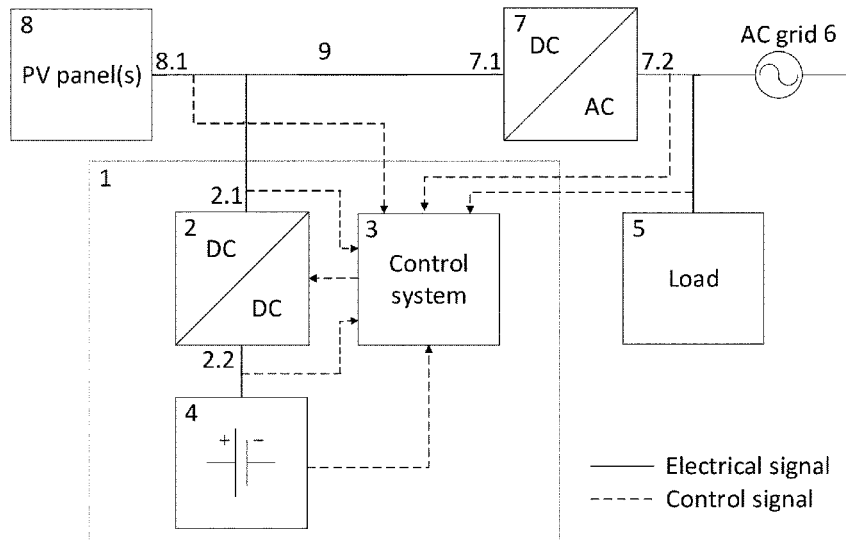 8
PV panel(s)
8.1
9
7.1
7
DC
AC
7.2
AC grid 6
1
2.1
2
DC
DC
3
Control
system
5
Load
2.2
4
+ -
Electrical signal
Control signal